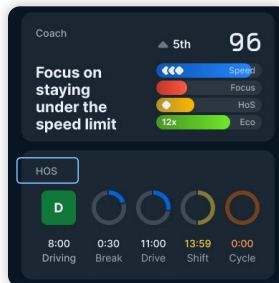 Coach
5th
96
Focus on
staying
under the
speed limit
Speed
Focus
HoS
12x
Eco
HOS
D
8:00 0:30 11:00 13:59 0:00
Driving Break Drive Shift Cycle